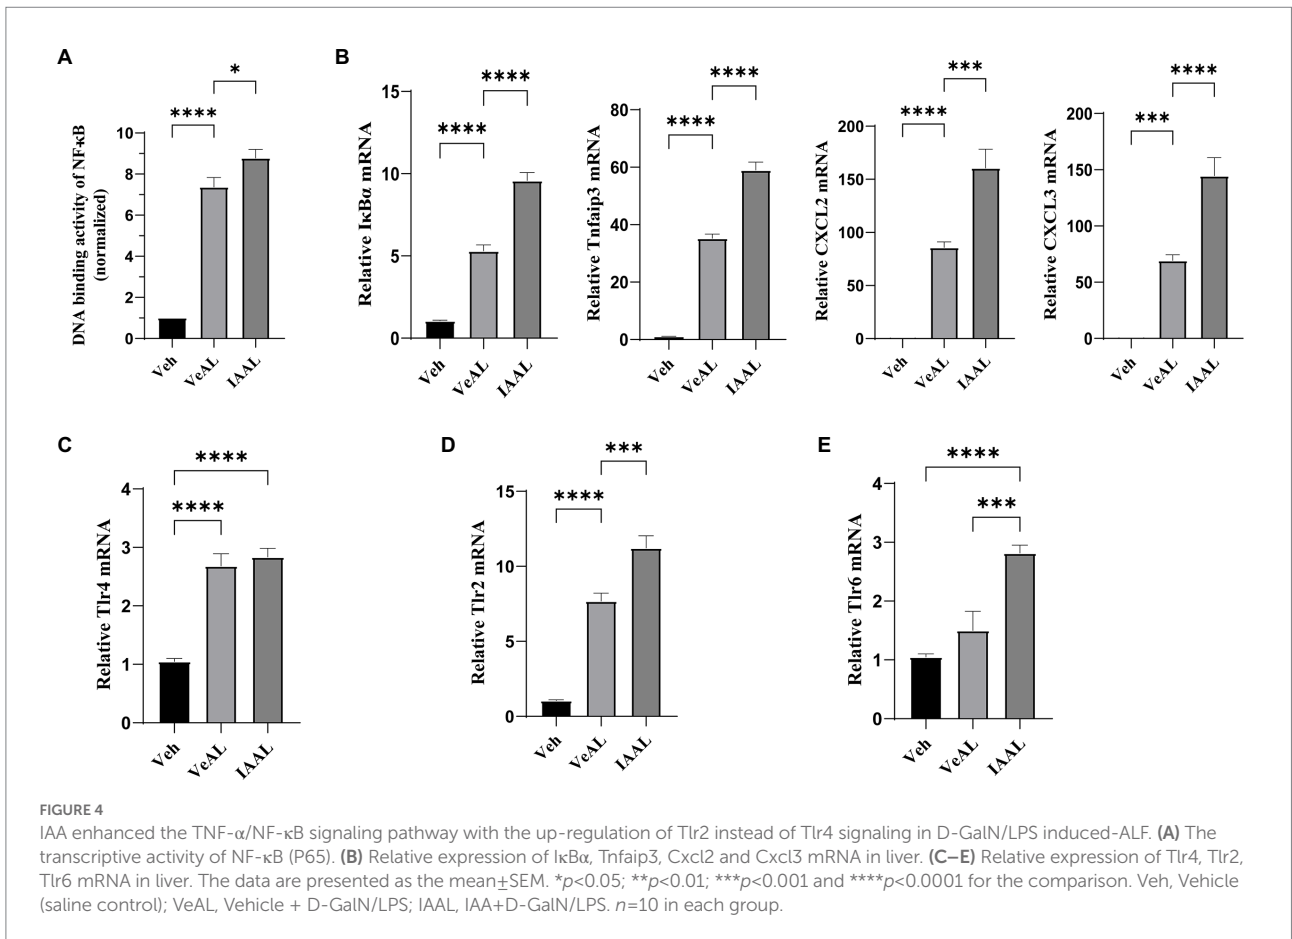 A
DNA binding activity of NF-κB
(normalized)
10
8
6
4
2
0
****
*
Veh
VeAL
IAAL
B
Relative IκBα mRNA
15
10
5
0
****
****
Veh
VeAL
IAAL
Relative Tnfaip3 mRNA
80
60
40
20
0
****
****
Veh
VeAL
IAAL
Relative CXCL2 mRNA
200
150
100
50
0
****
***
Veh
VeAL
IAAL
Relative CXCL3 mRNA
200
150
100
50
0
***
****
Veh
VeAL
IAAL
C
Relative Tlr4 mRNA
4
3
2
1
0
****
****
Veh
VeAL
IAAL
D
Relative Tlr2 mRNA
15
10
5
0
****
***
Veh
VeAL
IAAL
E
Relative Tlr6 mRNA
4
3
2
1
0
****
***
Veh
VeAL
IAAL
FIGURE 4
IAA enhanced the TNF-α/NF-κB signaling pathway with the up-regulation of Tlr2 instead of Tlr4 signaling in D-GalN/LPS induced-ALF. (A) The
transcriptive activity of NF-κB (P65). (B) Relative expression of IκBα, Tnfaip3, Cxcl2 and Cxcl3 mRNA in liver. (C–E) Relative expression of Tlr4, Tlr2,
Tlr6 mRNA in liver. The data are presented as the mean±SEM. *p<0.05; **p<0.01; ***p<0.001 and ****p<0.0001 for the comparison. Veh, Vehicle
(saline control); VeAL, Vehicle + D-GalN/LPS; IAAL, IAA+D-GalN/LPS. n=10 in each group.